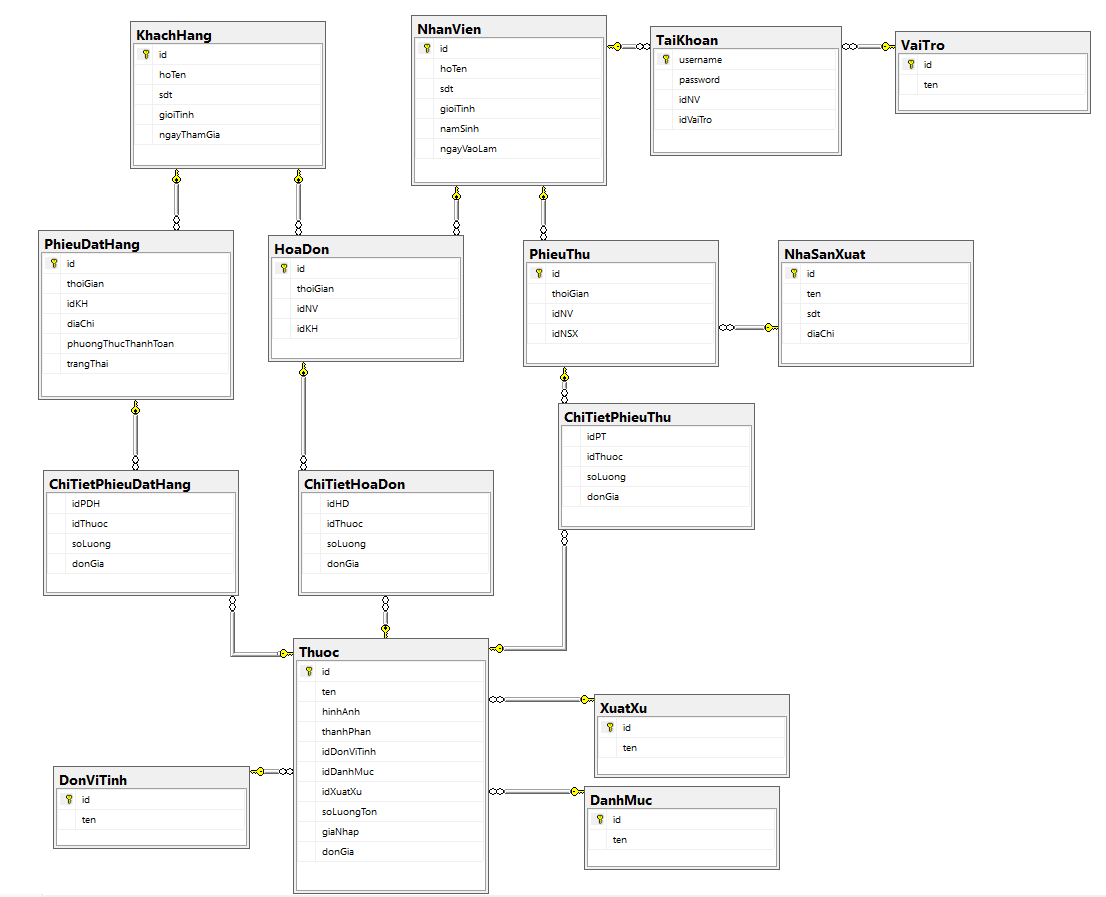 KhachHang
id
hoTen
sdt
gioiTinh
ngayThamGia
NhanVien
id
hoTen
sdt
gioiTinh
namSinh
ngayVaoLam
TaiKhoan
username
password
idNV
idVaiTro
VaiTro
id
ten
PhieuDatHang
id
thoiGian
idKH
diaChi
phuongThucThanhToan
trangThai
HoaDon
id
thoiGian
idNV
idKH
PhieuThu
id
thoiGian
idNV
idNSX
NhaSanXuat
id
ten
sdt
diaChi
ChiTietPhieuThu
idPT
idThuoc
soLuong
donGia
ChiTietPhieuDatHang
idPDH
idThuoc
soLuong
donGia
ChiTietHoaDon
idHD
idThuoc
soLuong
donGia
Thuoc
id
ten
hinhAnh
thanhPhan
idDonViTinh
idDanhMuc
idXuatXu
soLuongTon
giaNhap
donGia
XuatXu
id
ten
DonViTinh
id
ten
DanhMuc
id
ten